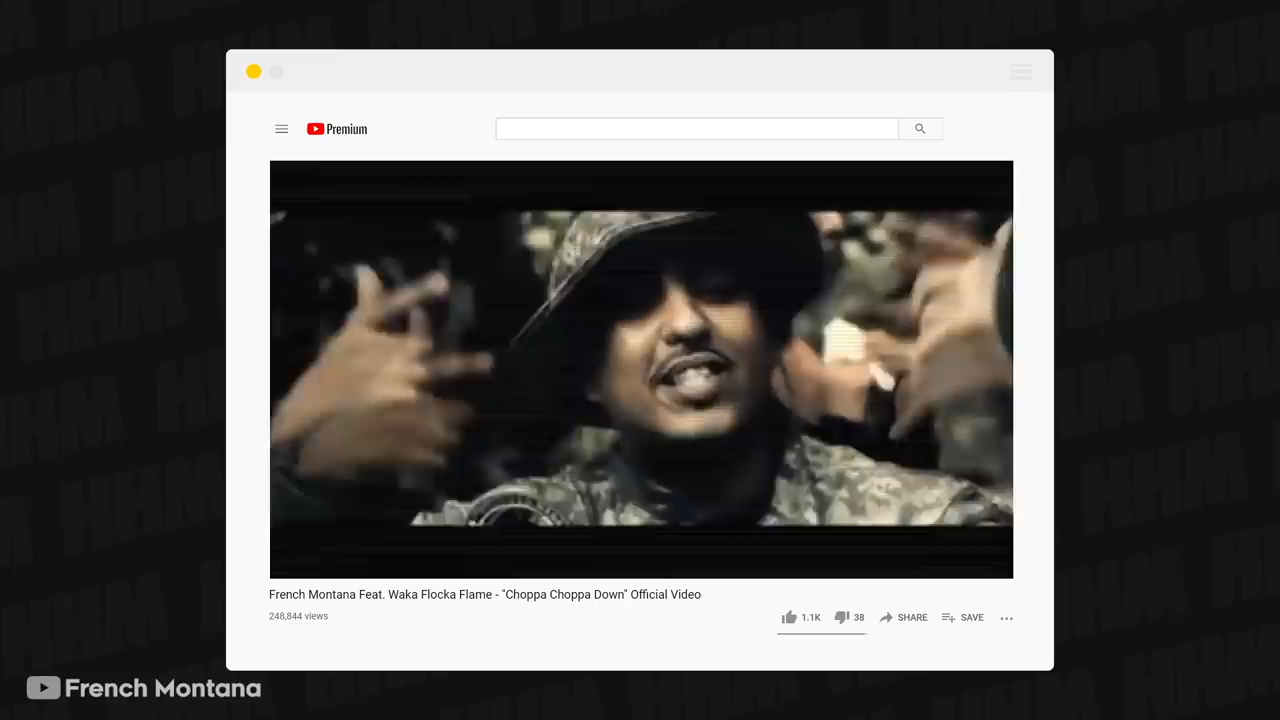 Premium
French Montana Feat. Waka Flocka Flame - "Choppa Choppa Down" Official Video
248,844 views
1.1K
38
SHARE
SAVE
French Montana